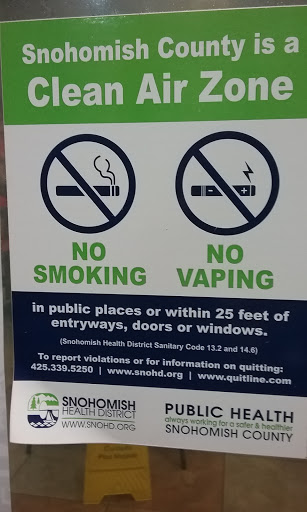 Snohomish County is a
Clean Air Zone
NO
SMOKING
NO
VAPING
in public places or within 25 feet of
entryways, doors or windows.
(Snohomish Health District Sanitary Code 13.2 and 14.6)
To report violations or for information on quitting:
425.339.5250 | www.snohd.org | www.quitline.com
SNOHOMISH
HEALTH DISTRICT
WWW.SNOHD.ORG
PUBLIC HEALTH
always working for a safer & healthier
SNOHOMISH COUNTY